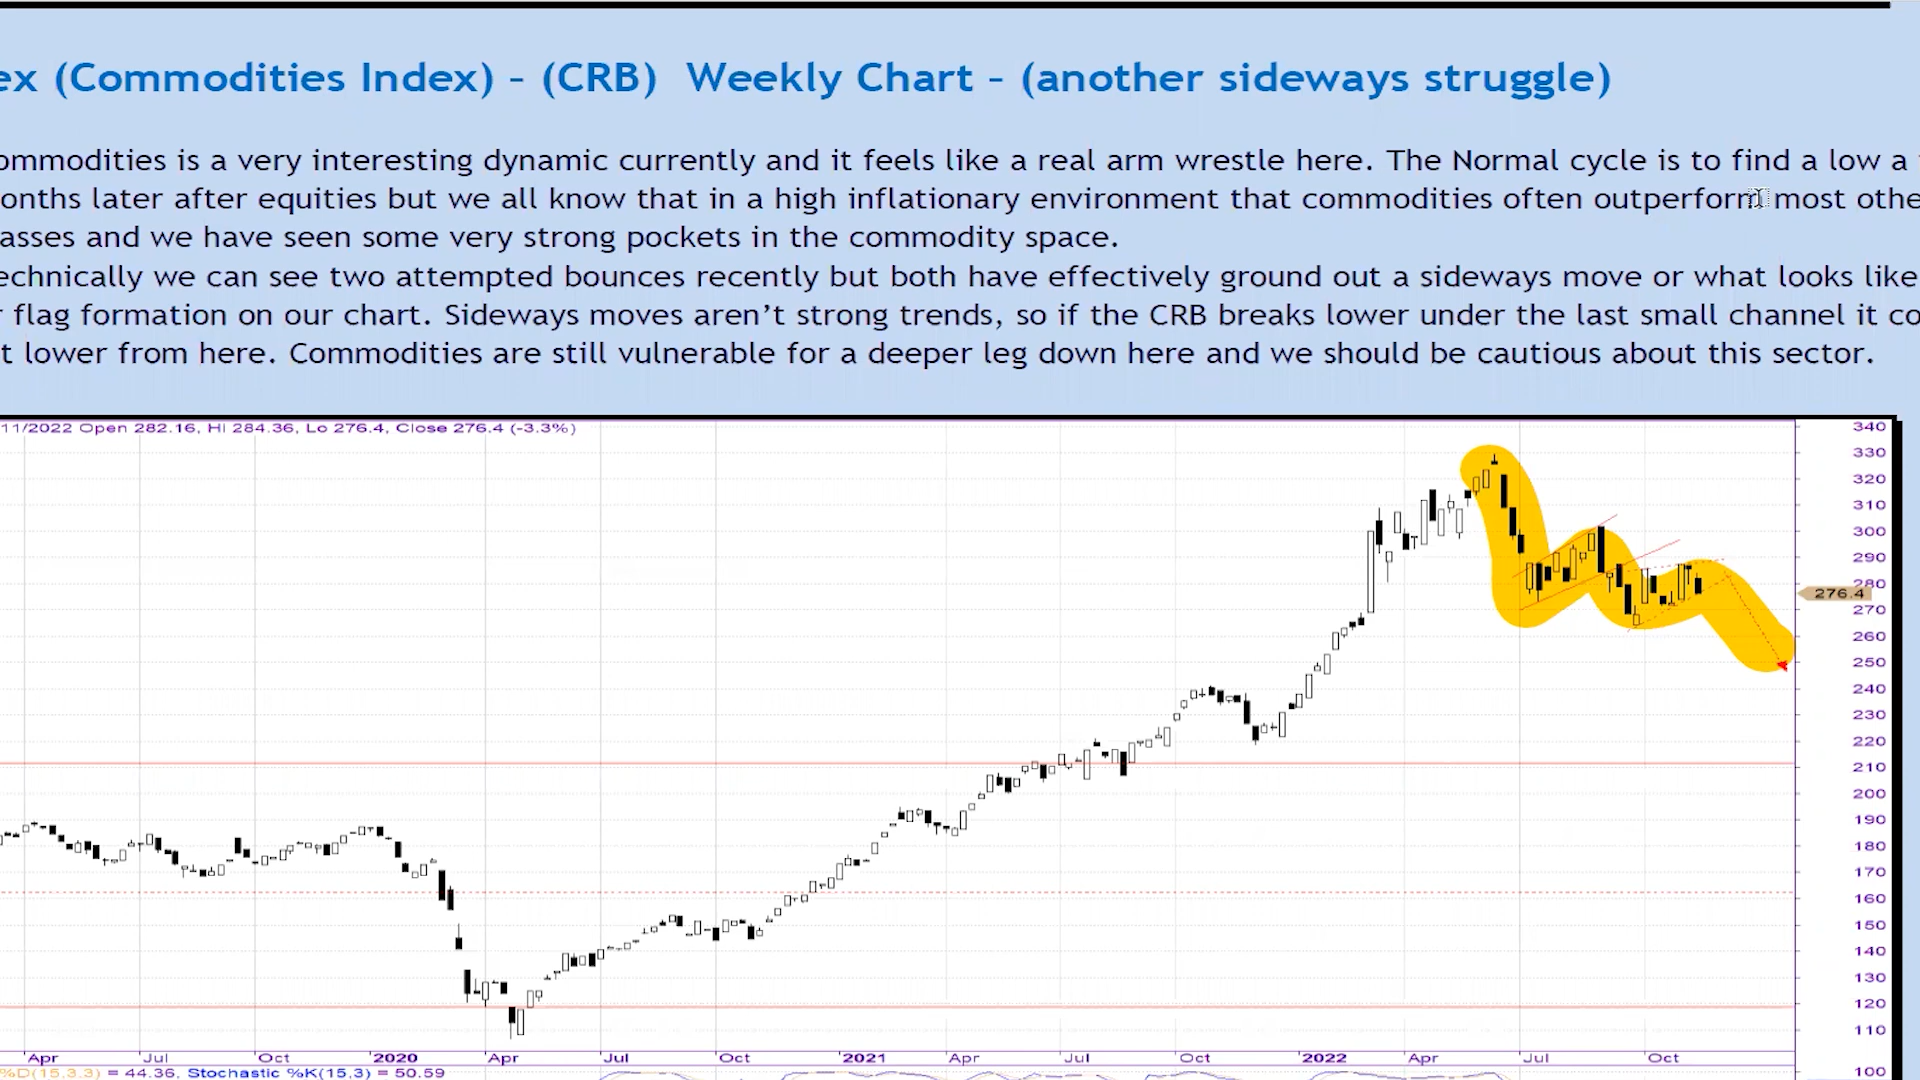 ex (Commodities Index) – (CRB) Weekly Chart – (another sideways struggle)
ommodities is a very interesting dynamic currently and it feels like a real arm wrestle here. The Normal cycle is to find a low a
onths later after equities but we all know that in a high inflationary environment that commodities often outperform most othe
asses and we have seen some very strong pockets in the commodity space.
echnically we can see two attempted bounces recently but both have effectively ground out a sideways move or what looks like
r flag formation on our chart. Sideways moves aren’t strong trends, so if the CRB breaks lower under the last small channel it co
t lower from here. Commodities are still vulnerable for a deeper leg down here and we should be cautious about this sector.
11/2022 Open 282.16, Hi 284.36, Lo 276.4, Close 276.4 (-3.3%)
340
330
320
310
300
290
280
276.4
270
260
250
240
230
220
210
200
190
180
170
160
150
140
130
120
110
Apr Jul Oct 2020 Apr Jul Oct 2021 Apr Jul Oct 2022 Apr Jul Oct
%D(15,3,3) = 44.36, Stochastic %K(15,3) = 50.59
100